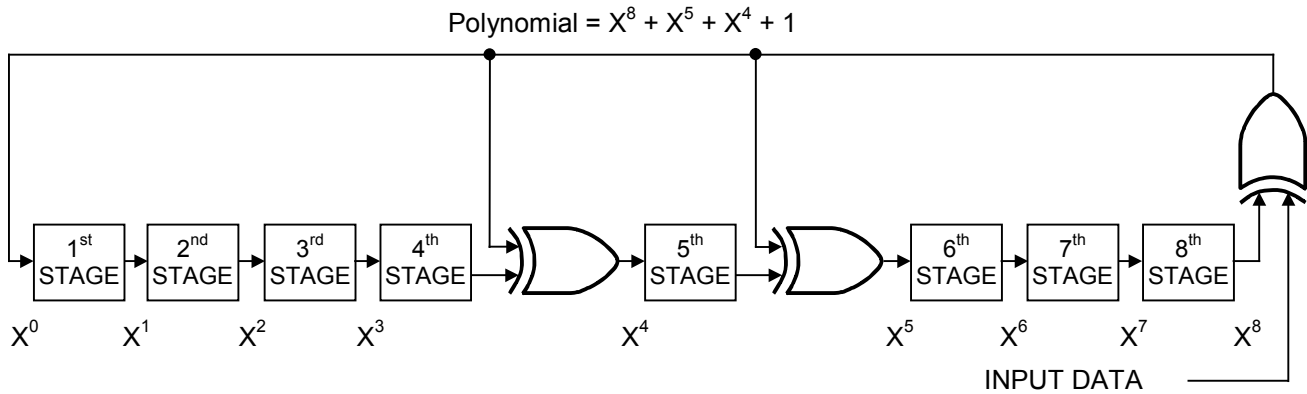 Polynomial = X⁸ + X⁵ + X⁴ + 1
1ˢᵗ STAGE
2ⁿᵈ STAGE
3ʳᵈ STAGE
4ᵗʰ STAGE
5ᵗʰ STAGE
6ᵗʰ STAGE
7ᵗʰ STAGE
8ᵗʰ STAGE
X⁰ X¹ X² X³ X⁴ X⁵ X⁶ X⁷ X⁸
INPUT DATA